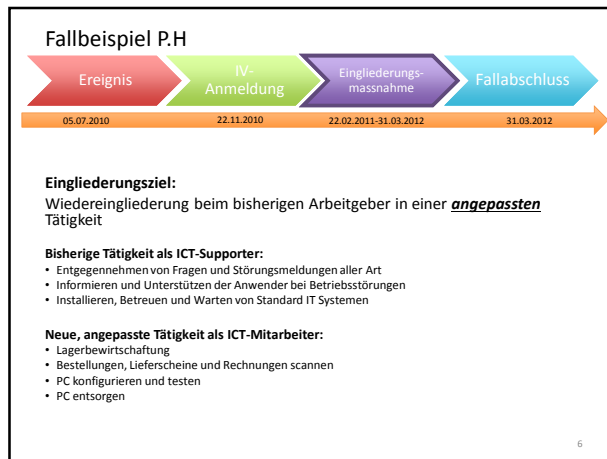 Fallbeispiel P.H
Ereignis
IV-
Anmeldung
Eingliederungs-
massnahme
Fallabschluss
05.07.2010
22.11.2010
22.02.2011-31.03.2012
31.03.2012
Eingliederungsziel:
Wiedereingliederung beim bisherigen Arbeitgeber in einer angepassten
Tätigkeit
Bisherige Tätigkeit als ICT-Supporter:
• Entgegennehmen von Fragen und Störungsmeldungen aller Art
• Informieren und Unterstützen der Anwender bei Betriebsstörungen
• Installieren, Betreuen und Warten von Standard IT Systemen
Neue, angepasste Tätigkeit als ICT-Mitarbeiter:
• Lagerbewirtschaftung
• Bestellungen, Lieferscheine und Rechnungen scannen
• PC konfigurieren und testen
• PC entsorgen
6